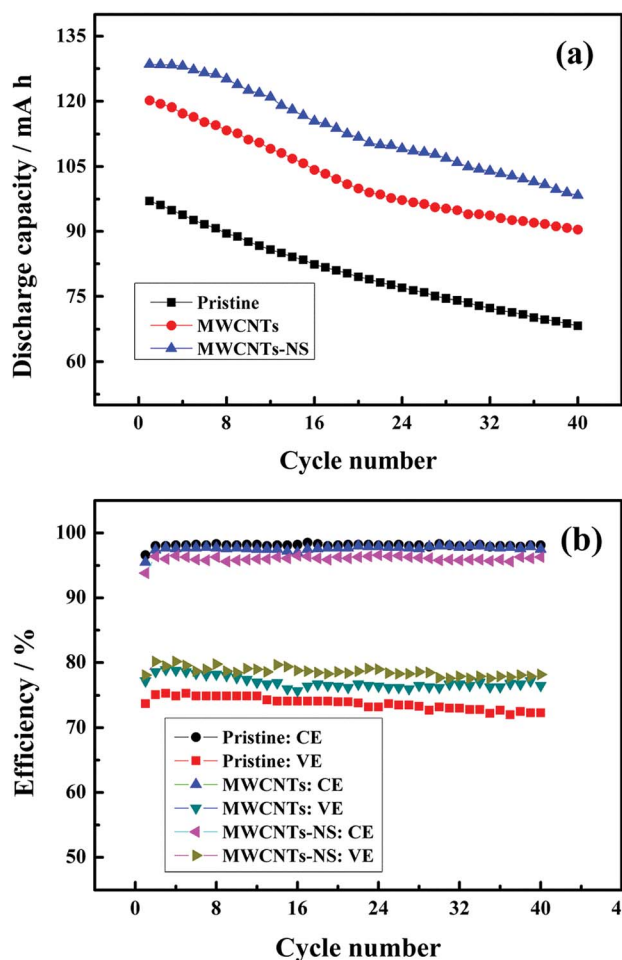 (a)
Discharge capacity / mA h
135
120
105
90
75
60
Pristine
MWCNTs
MWCNTs-NS
0 8 16 24 32 40
Cycle number
(b)
Efficiency / %
100
90
80
70
60
50
Pristine: CE
Pristine: VE
MWCNTs: CE
MWCNTs: VE
MWCNTs-NS: CE
MWCNTs-NS: VE
0 8 16 24 32 40 4
Cycle number